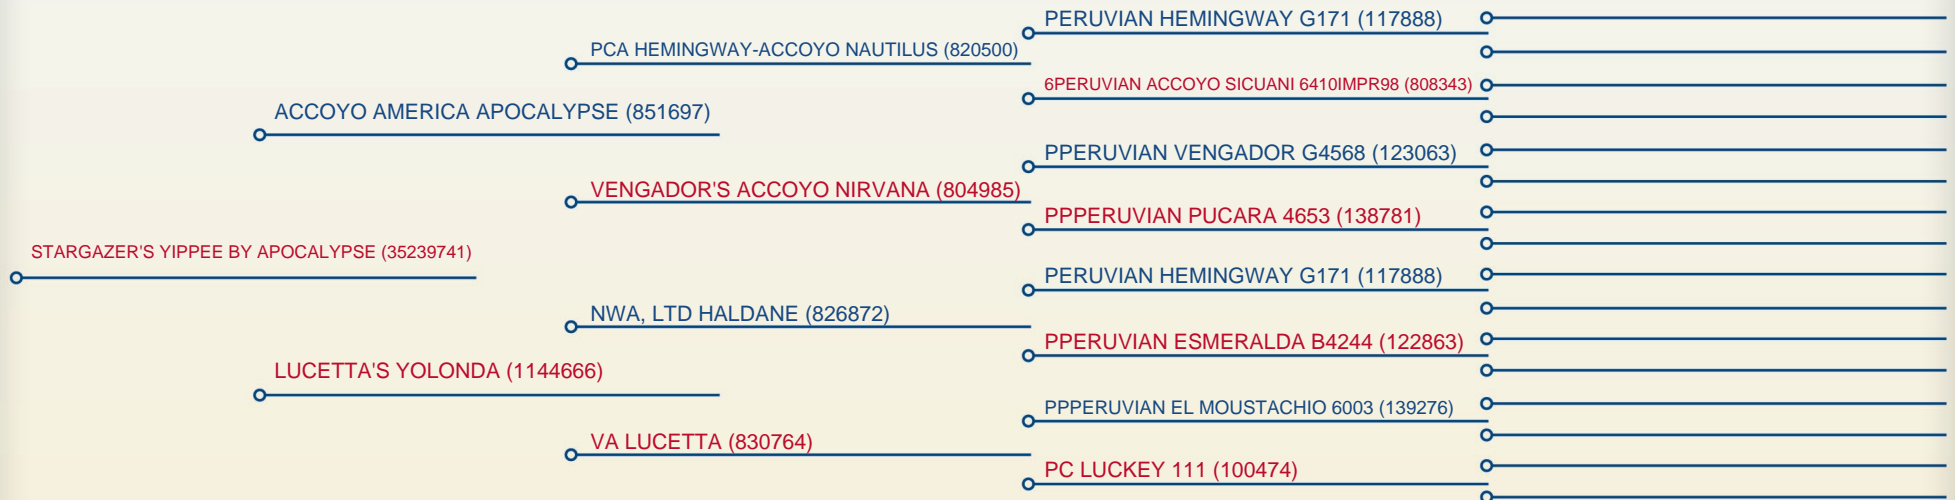 PERUVIAN HEMINGWAY G171 (117888)
PCA HEMINGWAY-ACCOYO NAUTILUS (820500)
6PERUVIAN ACCOYO SICUANI 6410IMPR98 (808343)
ACCOYO AMERICA APOCALYPSE (851697)
PPERUVIAN VENGADOR G4568 (123063)
VENGADOR'S ACCOYO NIRVANA (804985)
PPPERUVIAN PUCARA 4653 (138781)
STARGAZER'S YIPPEE BY APOCALYPSE (35239741)
PERUVIAN HEMINGWAY G171 (117888)
NWA, LTD HALDANE (826872)
PPERUVIAN ESMERALDA B4244 (122863)
LUCETTA'S YOLONDA (1144666)
PPPERUVIAN EL MOUSTACHIO 6003 (139276)
VA LUCETTA (830764)
PC LUCKEY 111 (100474)